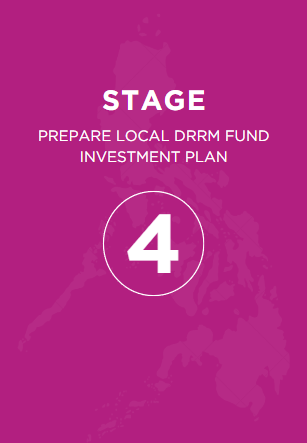 STAGE
PREPARE LOCAL DRRM FUND
INVESTMENT PLAN
4